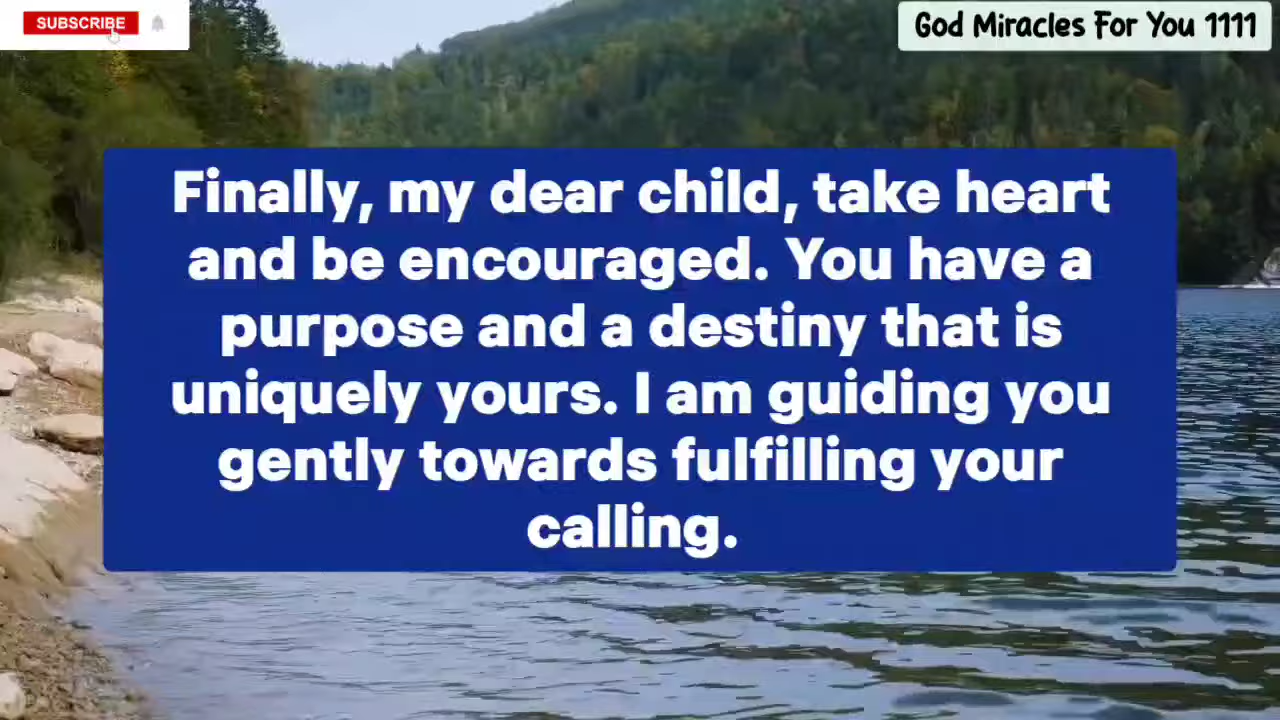 SUBSCRIBE
God Miracles For You 1111
Finally, my dear child, take heart
and be encouraged. You have a
purpose and a destiny that is
uniquely yours. I am guiding you
gently towards fulfilling your
calling.